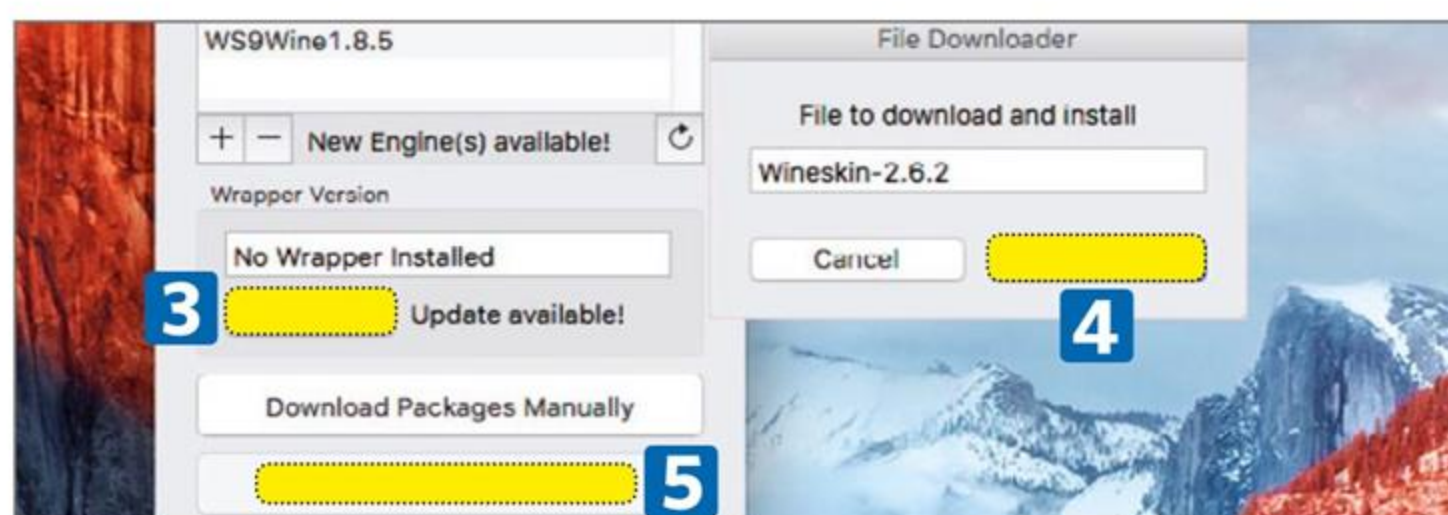 WS9Wine1.8.5
New Engine(s) available!
Wrapper Version
No Wrapper Installed
3
Update available!
Download Packages Manually
5
File Downloader
File to download and install
Wineskin-2.6.2
Cancel
4